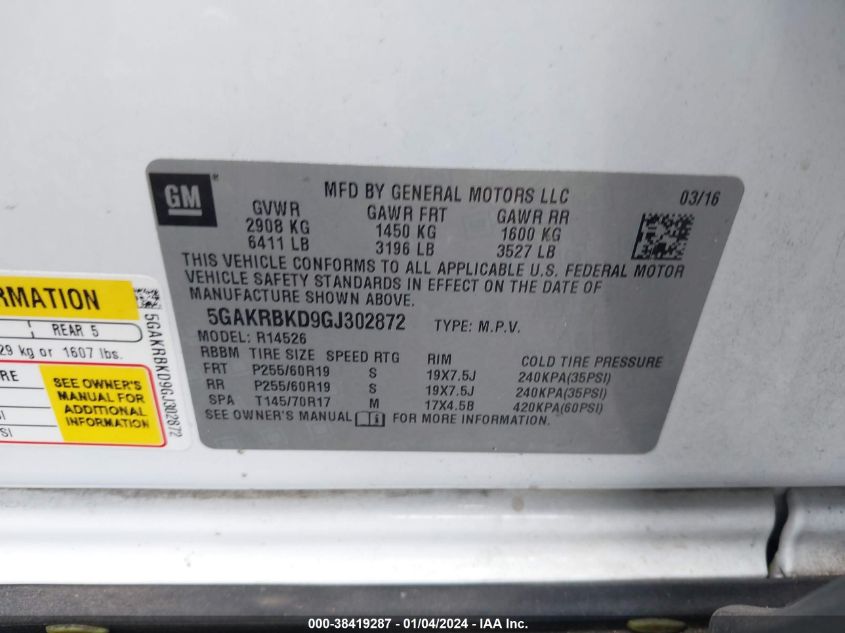 GM
®
MFD BY GENERAL MOTORS LLC
03/16
GVWR GAWR FRT GAWR RR
2908 KG 1450 KG 1600 KG
6411 LB 3196 LB 3527 LB
THIS VEHICLE CONFORMS TO ALL APPLICABLE U.S. FEDERAL MOTOR
VEHICLE SAFETY STANDARDS IN EFFECT ON THE DATE OF
MANUFACTURE SHOWN ABOVE.
5GAKRBKD9GJ302872 TYPE: M.P.V.
MODEL: R14526
RBBM TIRE SIZE SPEED RTG RIM COLD TIRE PRESSURE
FRT P255/60R19 S 19X7.5J 240KPA(35PSI)
RR P255/60R19 S 19X7.5J 240KPA(35PSI)
SPA T145/70R17 M 17X4.5B 420KPA(60PSI)
SEE OWNER'S MANUAL i FOR MORE INFORMATION.
RMATION
REAR 5
29 kg or 1607 lbs.
RE
SI
SI
SEE OWNER'S
MANUAL FOR
ADDITIONAL
INFORMATION
5GAKRBKD9GJ302872
000-38419287 - 01/04/2024 - IAA Inc.